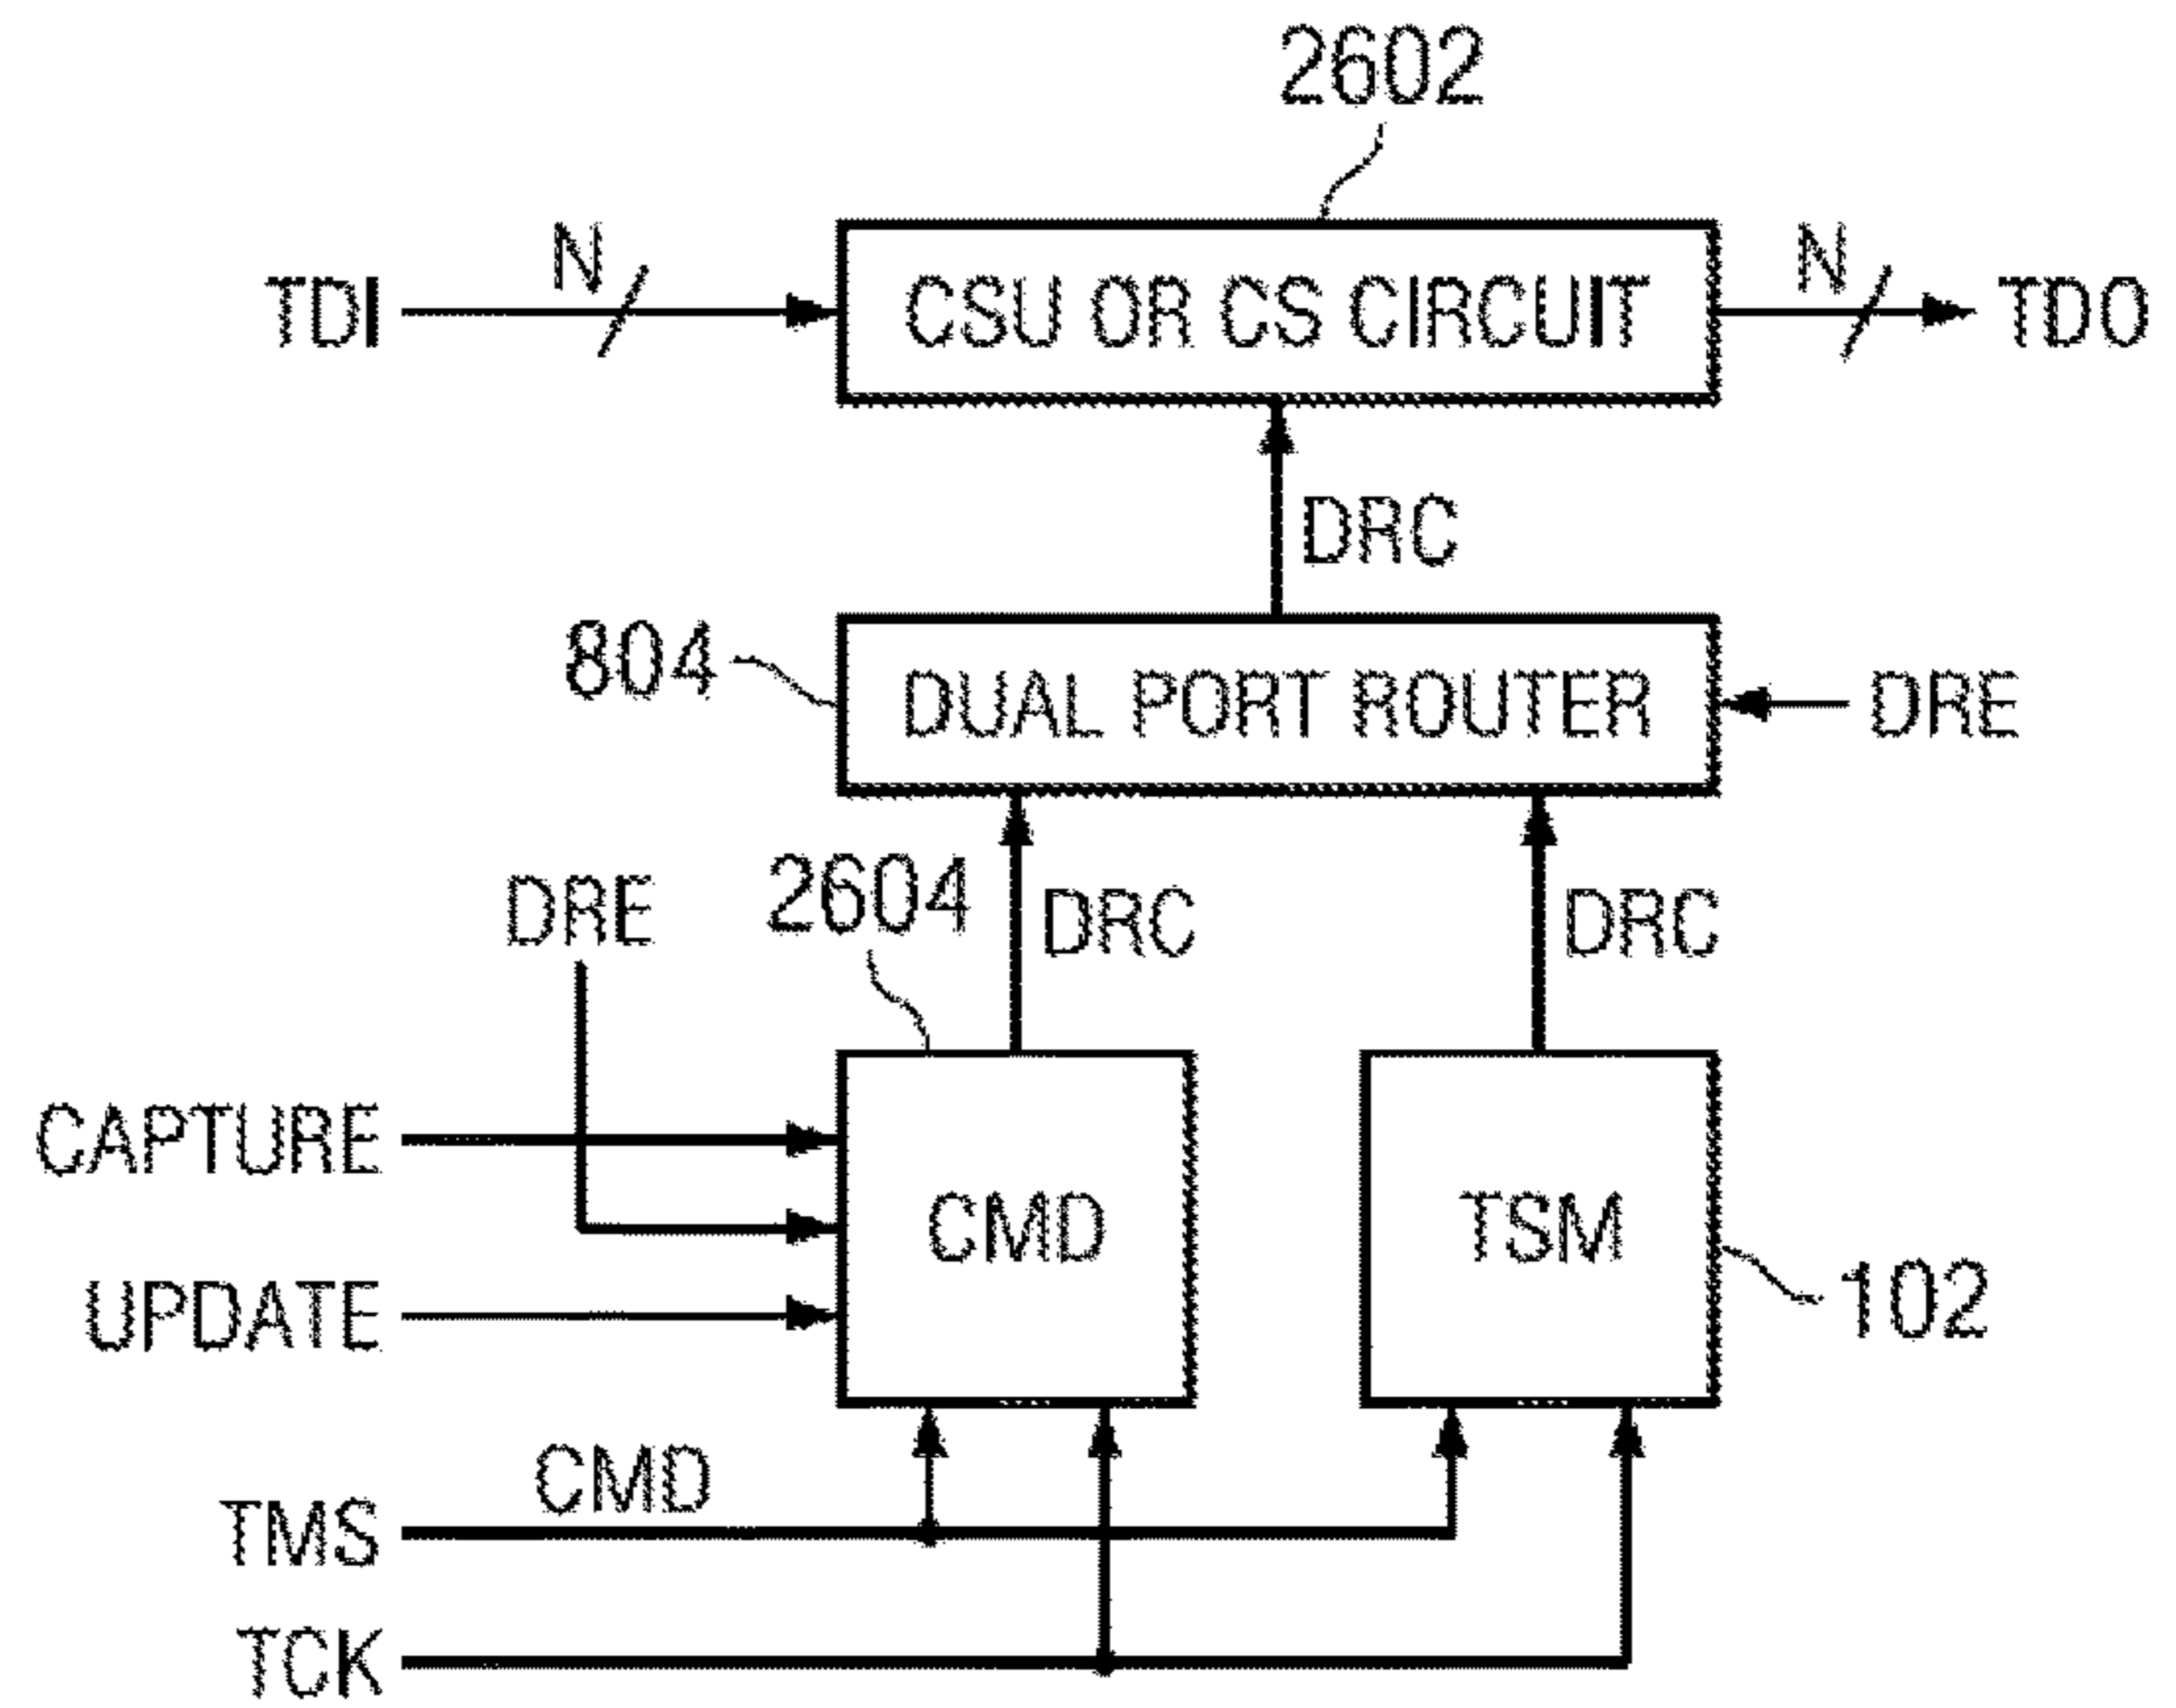 2602
N
N
TDI
CSU OR CS CIRCUIT
TDO
DRC
804
DUAL PORT ROUTER
DRE
2604
DRE
DRC
DRC
CAPTURE
CMD
TSM
UPDATE
102
CMD
TMS
TCK